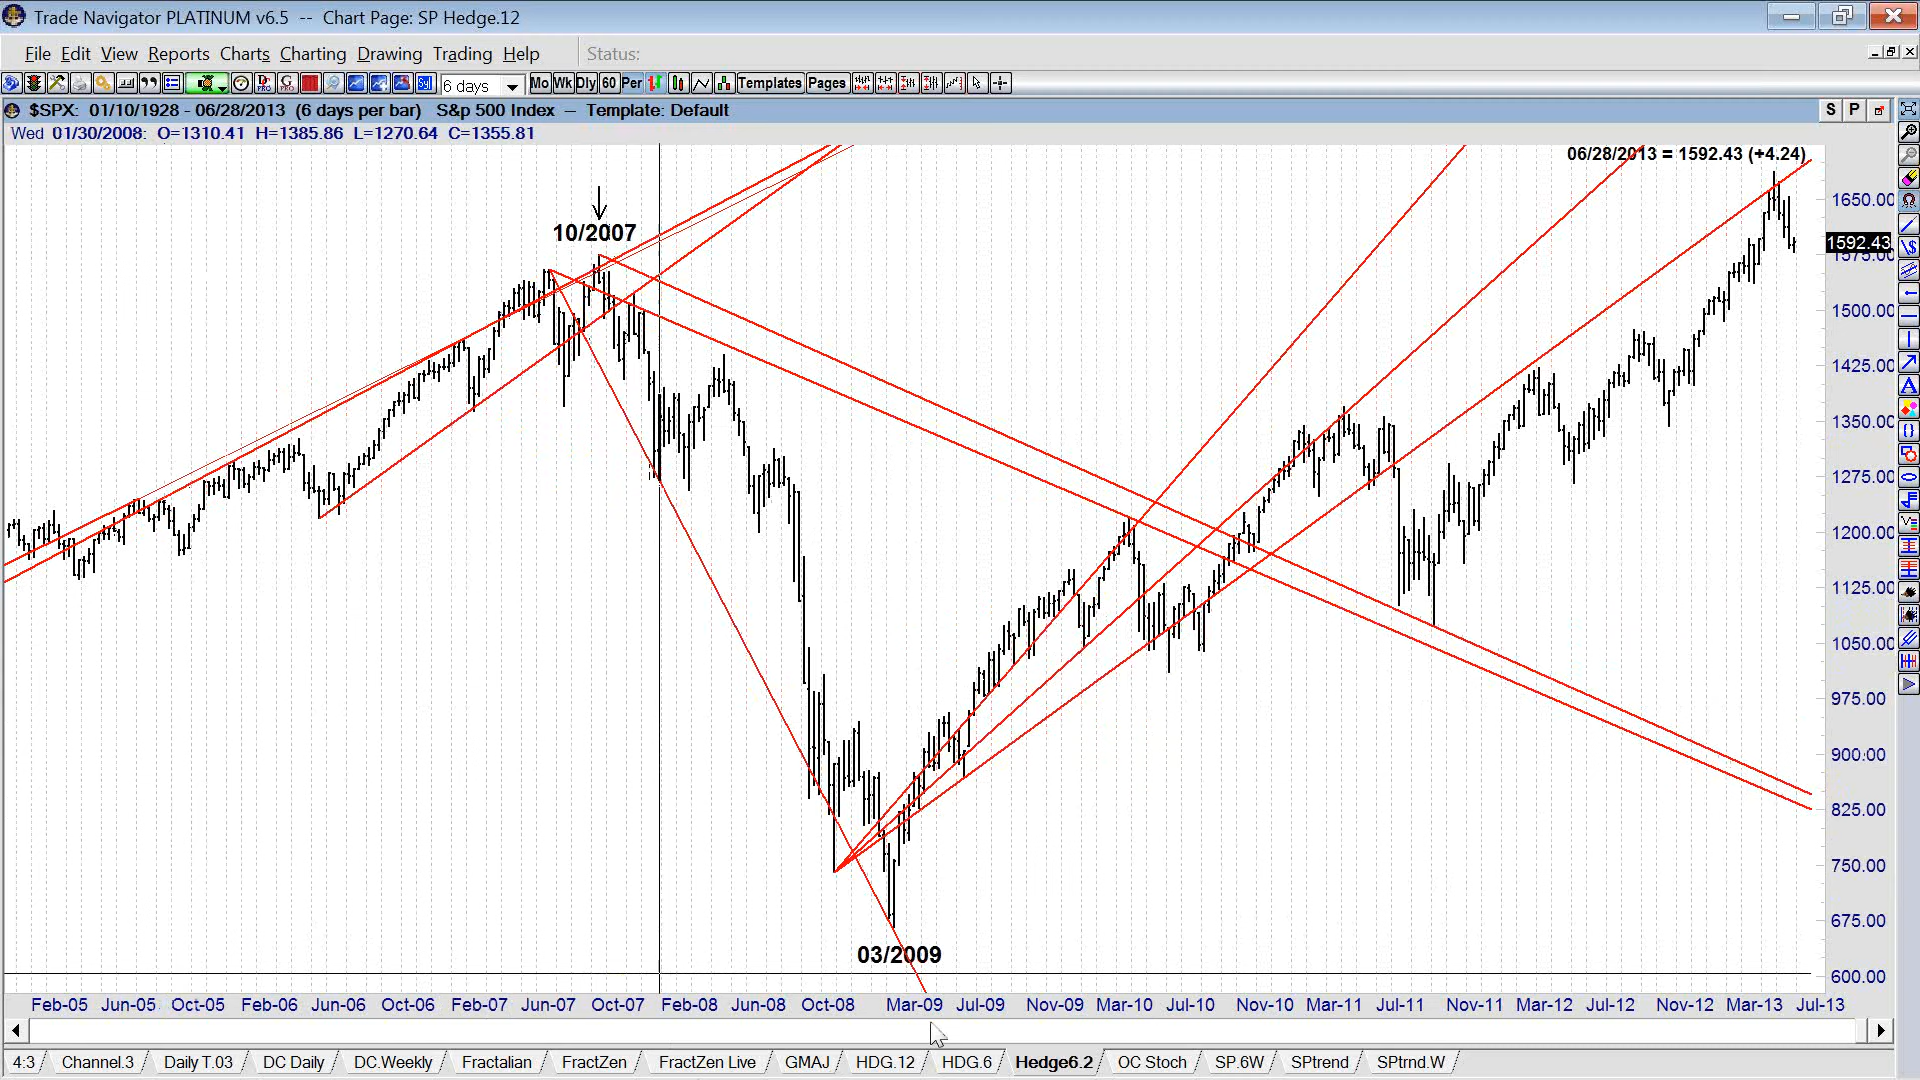 Trade Navigator PLATINUM v6.5 -- Chart Page: SP Hedge.12
File Edit View Reports Charts Charting Drawing Trading Help Status:
6 days Mo Wk Dly 60 Per Templates Pages
$SPX: 01/10/1928 - 06/28/2013 (6 days per bar) S&p 500 Index – Template: Default S P
Wed 01/30/2008: O=1310.41 H=1385.86 L=1270.64 C=1355.81
06/28/2013 = 1592.43 (+4.24)
10/2007
03/2009
1650.00
1592.43
1575.00
1500.00
1425.00
1350.00
1275.00
1200.00
1125.00
1050.00
975.00
900.00
825.00
750.00
675.00
600.00
Feb-05 Jun-05 Oct-05 Feb-06 Jun-06 Oct-06 Feb-07 Jun-07 Oct-07 Feb-08 Jun-08 Oct-08 Mar-09 Jul-09 Nov-09 Mar-10 Jul-10 Nov-10 Mar-11 Jul-11 Nov-11 Mar-12 Jul-12 Nov-12 Mar-13 Jul-13
4:3 Channel.3 Daily T.03 DC Daily DC.Weekly Fractalian FractZen FractZen Live GMAJ HDG.12 HDG.6 Hedge6.2 OC Stoch SP.6W SPtrend SPtrnd.W